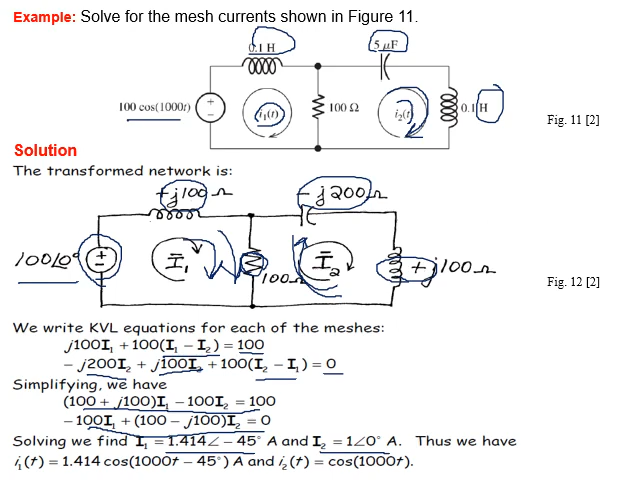 Example: Solve for the mesh currents shown in Figure 11.
0.1 H
5 μF
100 cos(1000t)
+
−
i₁(t)
100 Ω
i₂(t)
0.1 H
Fig. 11 [2]
Solution
The transformed network is:
+j100 Ω
−j200 Ω
100∠0°
+
−
Ī₁
100Ω
Ī₂
+ j100 Ω
Fig. 12 [2]
We write KVL equations for each of the meshes:
j100I₁ + 100(I₁ − I₂) = 100
− j200I₂ + j100I₂ + 100(I₂ − I₁) = 0
Simplifying, we have
(100 + j100)I₁ − 100I₂ = 100
− 100I₁ + (100 − j100)I₂ = 0
Solving we find I₁ = 1.414∠ − 45° A and I₂ = 1∠0° A. Thus we have
i₁(t) = 1.414 cos(1000t − 45°) A and i₂(t) = cos(1000t).